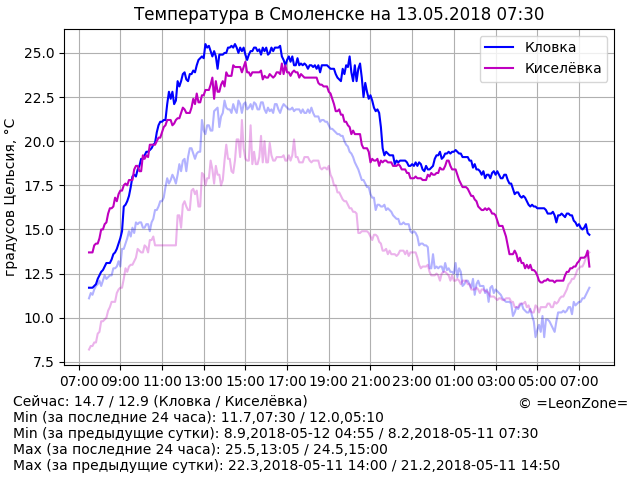 Температура в Смоленске на 13.05.2018 07:30
градусов Цельсия, °C
25.0
22.5
20.0
17.5
15.0
12.5
10.0
7.5
Кловка
Киселёвка
07:00 09:00 11:00 13:00 15:00 17:00 19:00 21:00 23:00 01:00 03:00 05:00 07:00
Сейчас: 14.7 / 12.9 (Кловка / Киселёвка)
© =LeonZone=
Min (за последние 24 часа): 11.7,07:30 / 12.0,05:10
Min (за предыдущие сутки): 8.9,2018-05-12 04:55 / 8.2,2018-05-11 07:30
Max (за последние 24 часа): 25.5,13:05 / 24.5,15:00
Max (за предыдущие сутки): 22.3,2018-05-11 14:00 / 21.2,2018-05-11 14:50